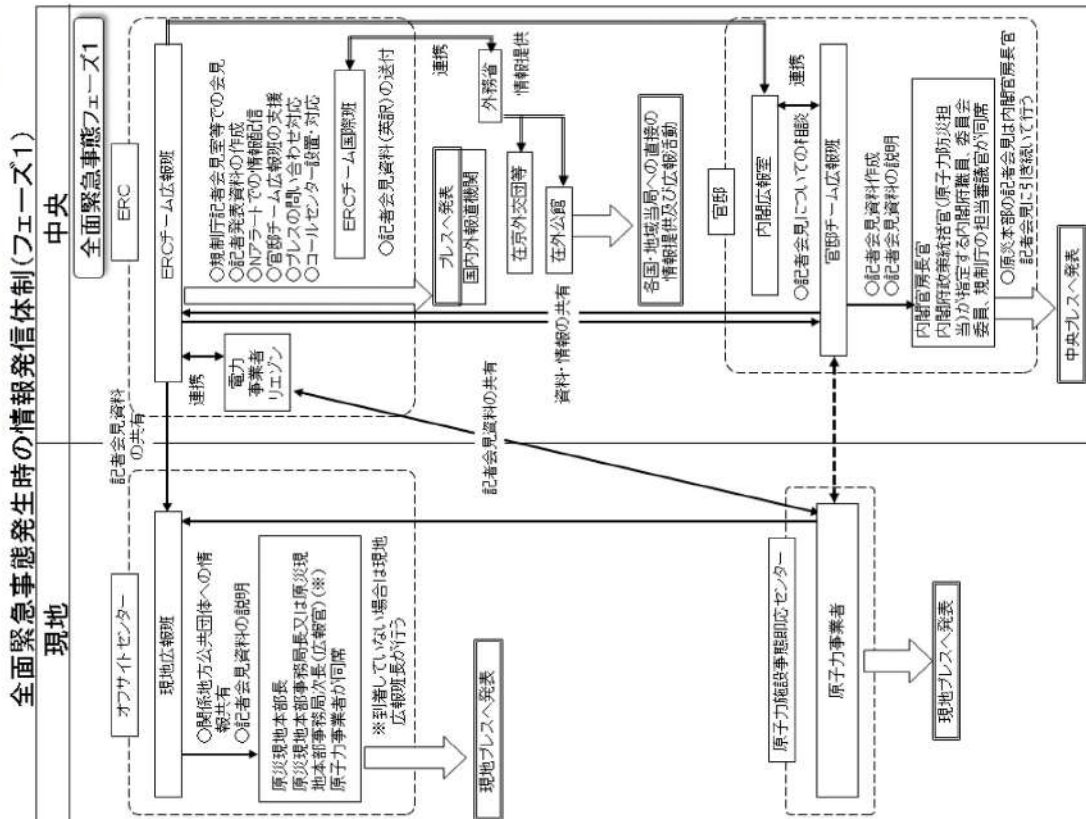 全面緊急事態発生時の情報発信体制(フェーズ1)
現地
中央
全面緊急事態フェーズ1
オフサイトセンター
現地広報班
○関係地方公共団体への情
報共有
○記者会見資料の説明
原災現地本部長
原災現地本部事務局長又は原災現
地本部事務局次長(広報官)(※)
原子力事業者が同席
※到着していない場合は現地
広報班長が行う
現地プレスへ発表
原子力施設事態即応センター
原子力事業者
現地プレスへ発表
記者会見資料
の共有
記者会見資料の共有
ERC
ERCチーム広報班
連携
電力
事業者
リエゾン
○規制庁記者会見室等での会見
○記者発表資料の作成
○Nアラートでの情報配信
○官邸チーム広報班の支援
○プレスの問い合わせ対応
○コールセンター設置・対応
ERCチーム国際班
○記者会見資料(英訳)の送付
プレスへ発表
国内外報道機関
連携
外務省
情報提供
在京外交団等
在外公館
各国・地域当局への直接の
情報提供及び広報活動
資料・情報の共有
官邸
内閣広報室
連携
○記者会見についての相談
官邸チーム広報班
○記者会見資料作成
○記者会見資料の説明
内閣官房長官
内閣府政策統括官(原子力防災担
当)が指定する内閣府職員、委員会
委員、規制庁の担当審議官が同席
○原災本部の記者会見は内閣官房長官
記者会見に引き続いて行う
中央プレスへ発表